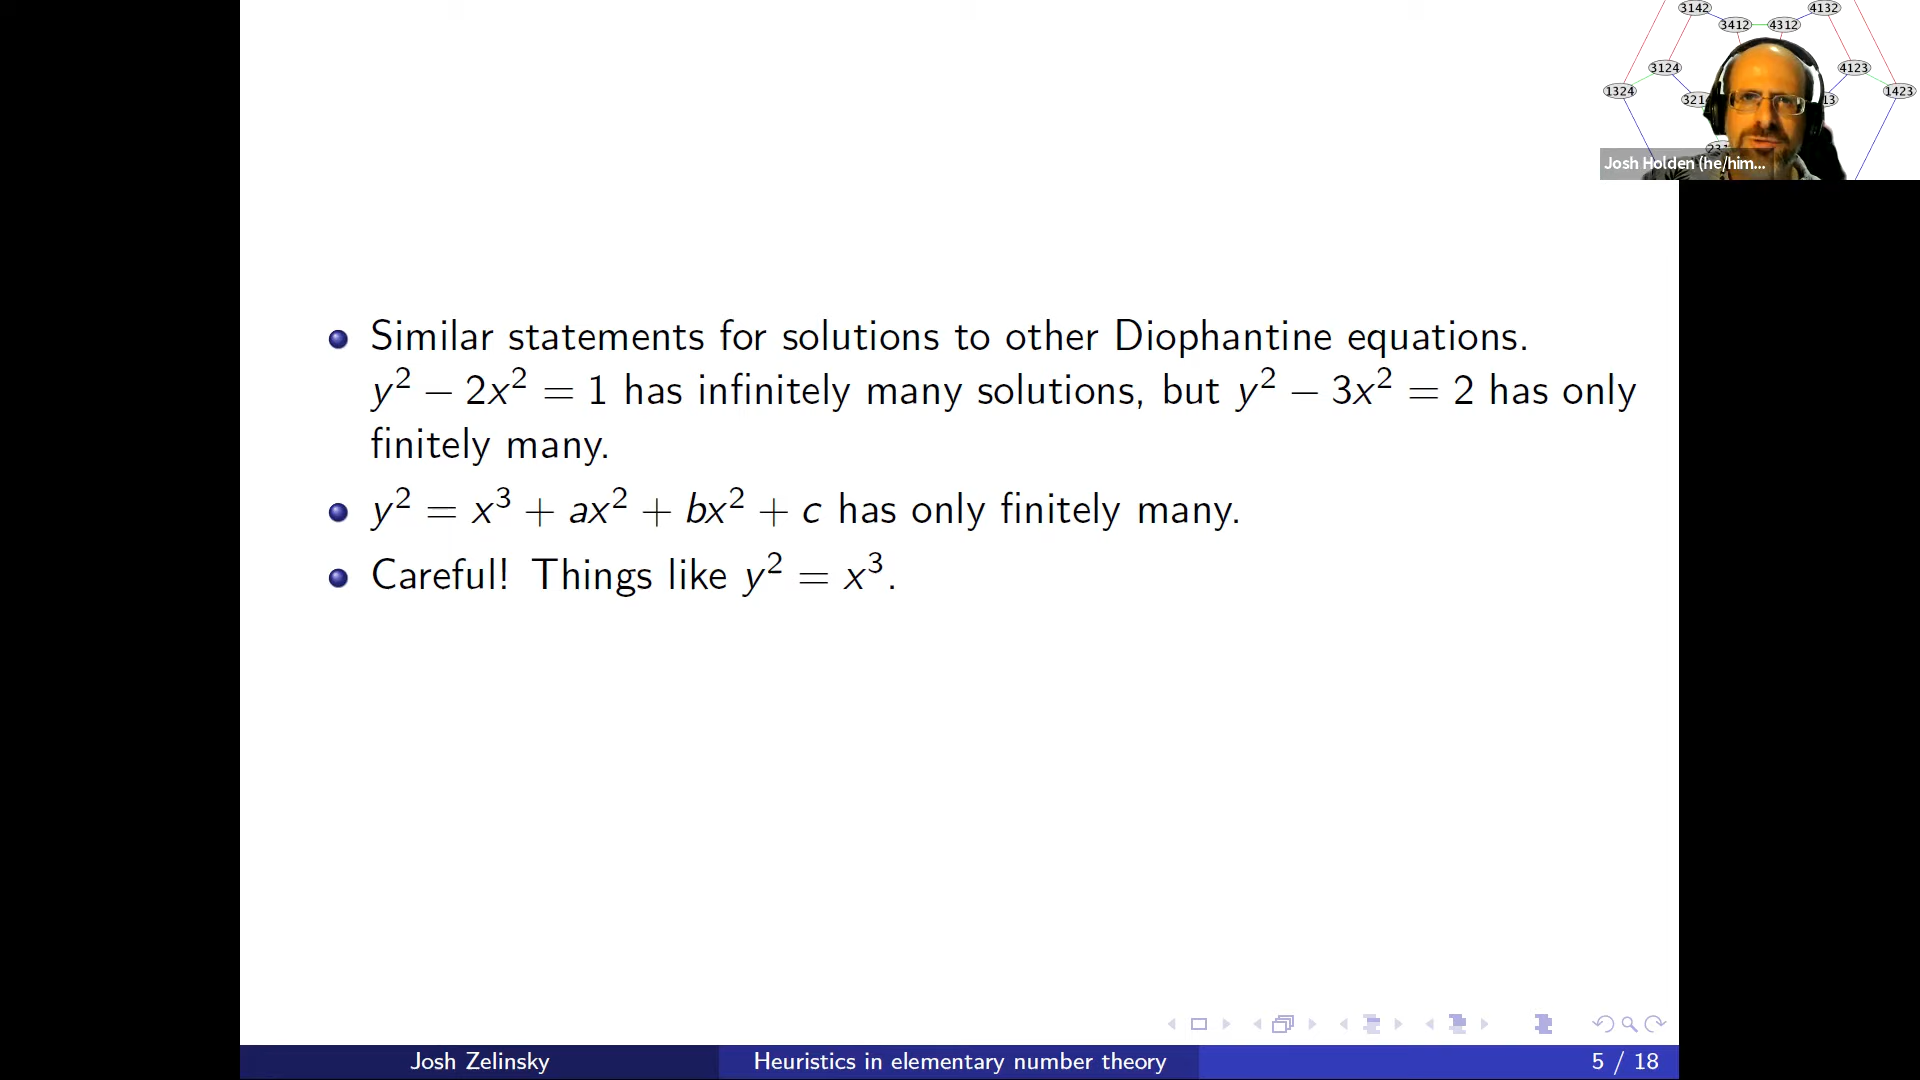 3142
4132
3412
4312
3124
4123
1324
1423
Josh Holden (he/him...
Similar statements for solutions to other Diophantine equations.
y² − 2x² = 1 has infinitely many solutions, but y² − 3x² = 2 has only
finitely many.
y² = x³ + ax² + bx² + c has only finitely many.
Careful! Things like y² = x³.
Josh Zelinsky
Heuristics in elementary number theory
5 / 18